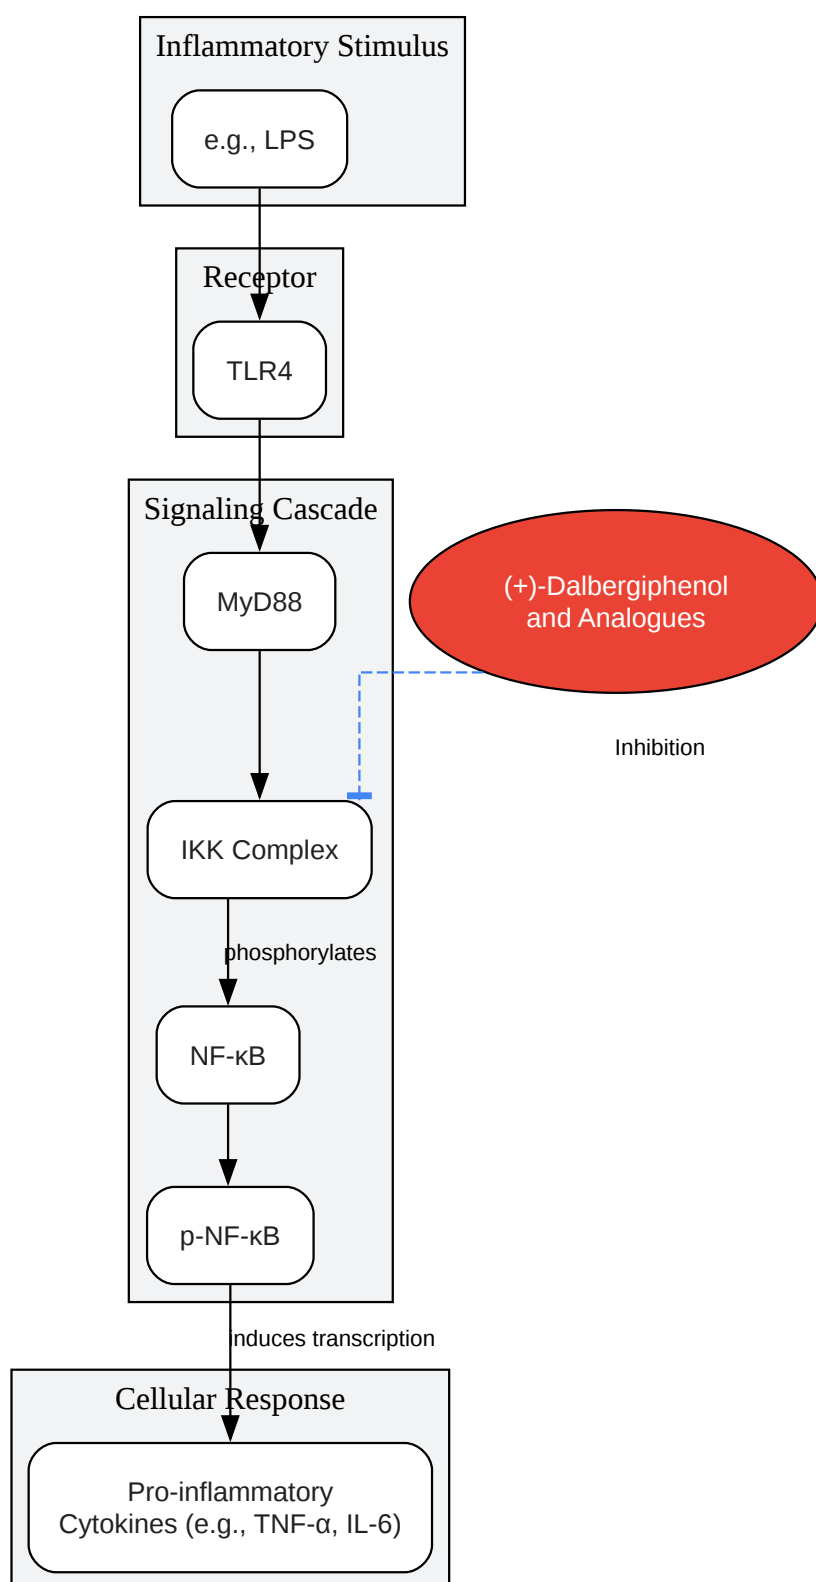 Inflammatory Stimulus
e.g., LPS
Receptor
TLR4
Signaling Cascade
MyD88
(+)-Dalbergiphenol
and Analogues
Inhibition
IKK Complex
phosphorylates
NF-κB
p-NF-κB
induces transcription
Cellular Response
Pro-inflammatory
Cytokines (e.g., TNF-α, IL-6)